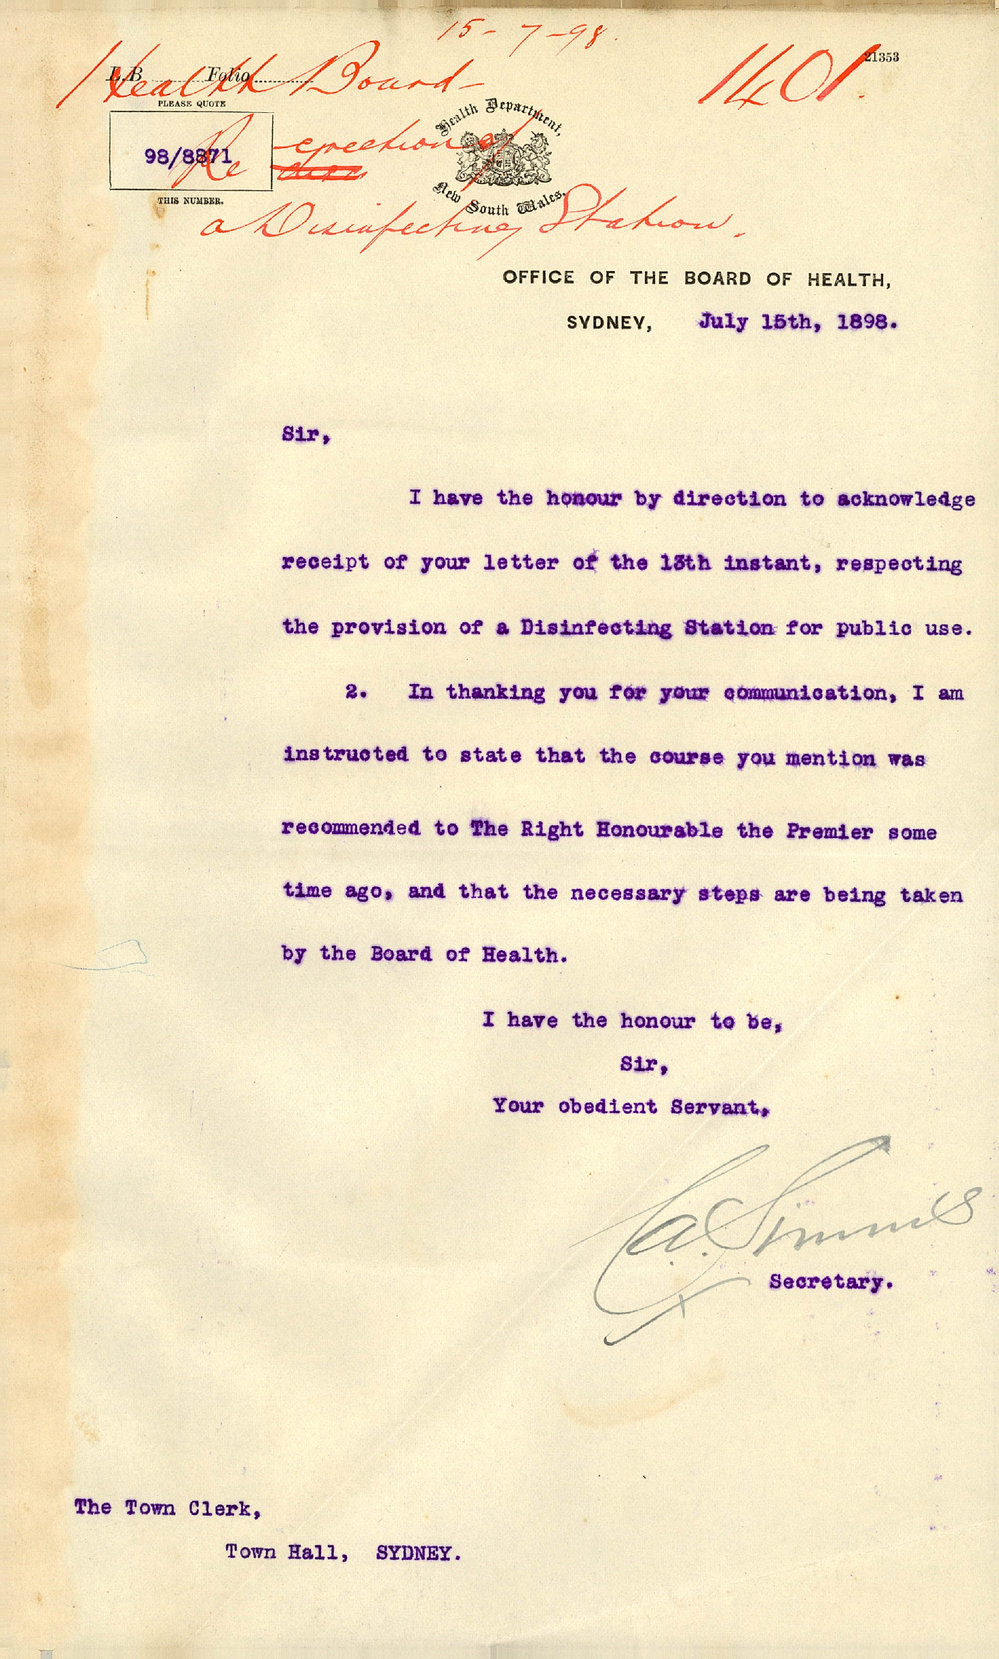 15-7-98
21353
L.B. Folio
Health Board 1401.
PLEASE QUOTE
98/8871
THIS NUMBER.
Health Department,
New South Wales.
Re erection of
a Disinfecting Station.
OFFICE OF THE BOARD OF HEALTH,
SYDNEY, July 15th, 1898.
Sir,
I have the honour by direction to acknowledge
receipt of your letter of the 13th instant, respecting
the provision of a Disinfecting Station for public use.
2. In thanking you for your communication, I am
instructed to state that the course you mention was
recommended to The Right Honourable the Premier some
time ago, and that the necessary steps are being taken
by the Board of Health.
I have the honour to be,
Sir,
Your obedient Servant,
Secretary.
The Town Clerk,
Town Hall, SYDNEY.